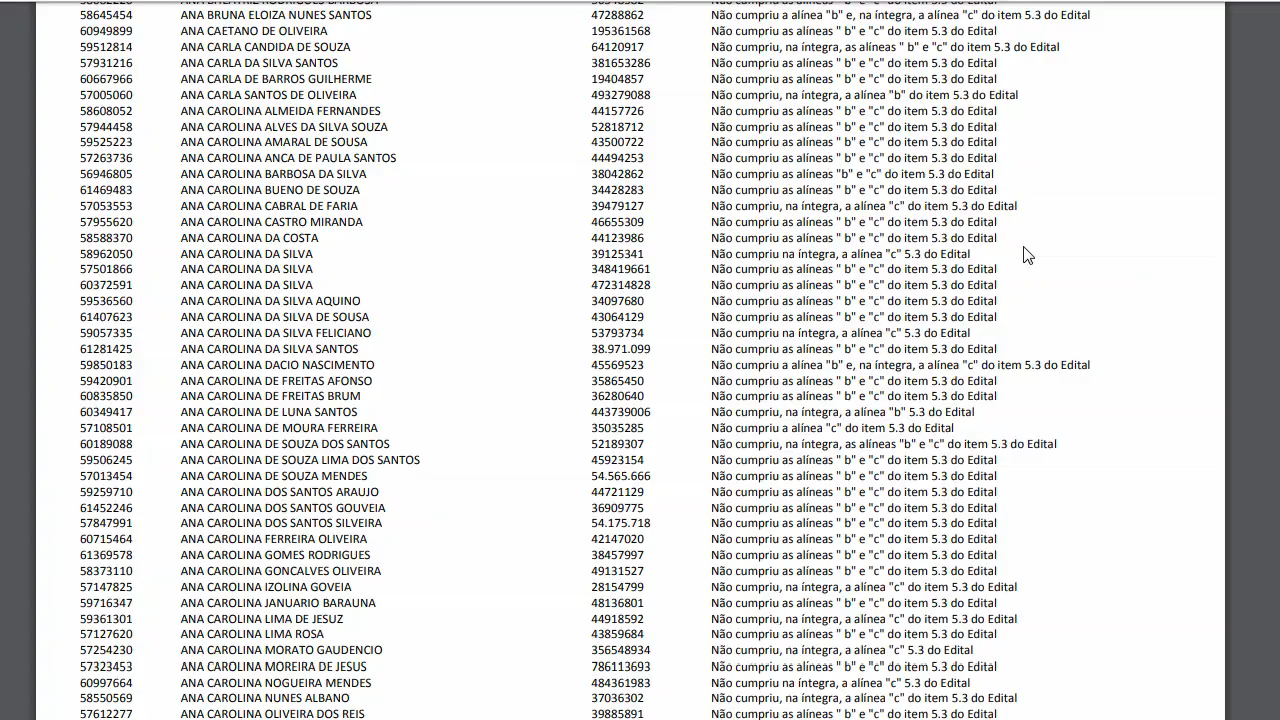 58645454 ANA BRUNA ELOIZA NUNES SANTOS 47288862 Não cumpriu a alínea "b" e, na íntegra, a alínea "c" do item 5.3 do Edital
60949899 ANA CAETANO DE OLIVEIRA 195361568 Não cumpriu as alíneas " b" e "c" do item 5.3 do Edital
59512814 ANA CARLA CANDIDA DE SOUZA 64120917 Não cumpriu, na íntegra, as alíneas " b" e "c" do item 5.3 do Edital
57931216 ANA CARLA DA SILVA SANTOS 381653286 Não cumpriu as alíneas " b" e "c" do item 5.3 do Edital
60667966 ANA CARLA DE BARROS GUILHERME 19404857 Não cumpriu as alíneas " b" e "c" do item 5.3 do Edital
57005060 ANA CARLA SANTOS DE OLIVEIRA 493279088 Não cumpriu, na íntegra, a alínea "b" do item 5.3 do Edital
58608052 ANA CAROLINA ALMEIDA FERNANDES 44157726 Não cumpriu as alíneas " b" e "c" do item 5.3 do Edital
57944458 ANA CAROLINA ALVES DA SILVA SOUZA 52818712 Não cumpriu as alíneas " b" e "c" do item 5.3 do Edital
59525223 ANA CAROLINA AMARAL DE SOUSA 43500722 Não cumpriu as alíneas " b" e "c" do item 5.3 do Edital
57263736 ANA CAROLINA ANCA DE PAULA SANTOS 44494253 Não cumpriu as alíneas " b" e "c" do item 5.3 do Edital
56946805 ANA CAROLINA BARBOSA DA SILVA 38042862 Não cumpriu as alíneas "b" e "c" do item 5.3 do Edital
61469483 ANA CAROLINA BUENO DE SOUZA 34428283 Não cumpriu as alíneas " b" e "c" do item 5.3 do Edital
57053553 ANA CAROLINA CABRAL DE FARIA 39479127 Não cumpriu, na íntegra, a alínea "c" do item 5.3 do Edital
57955620 ANA CAROLINA CASTRO MIRANDA 46655309 Não cumpriu as alíneas " b" e "c" do item 5.3 do Edital
58588370 ANA CAROLINA DA COSTA 44123986 Não cumpriu as alíneas " b" e "c" do item 5.3 do Edital
58962050 ANA CAROLINA DA SILVA 39125341 Não cumpriu na íntegra, a alínea "c" 5.3 do Edital
57501866 ANA CAROLINA DA SILVA 348419661 Não cumpriu as alíneas " b" e "c" do item 5.3 do Edital
60372591 ANA CAROLINA DA SILVA 472314828 Não cumpriu as alíneas " b" e "c" do item 5.3 do Edital
59536560 ANA CAROLINA DA SILVA AQUINO 34097680 Não cumpriu as alíneas " b" e "c" do item 5.3 do Edital
61407623 ANA CAROLINA DA SILVA DE SOUSA 43064129 Não cumpriu as alíneas " b" e "c" do item 5.3 do Edital
59057335 ANA CAROLINA DA SILVA FELICIANO 53793734 Não cumpriu na íntegra, a alínea "c" 5.3 do Edital
61281425 ANA CAROLINA DA SILVA SANTOS 38.971.099 Não cumpriu as alíneas " b" e "c" do item 5.3 do Edital
59850183 ANA CAROLINA DACIO NASCIMENTO 45569523 Não cumpriu a alínea "b" e, na íntegra, a alínea "c" do item 5.3 do Edital
59420901 ANA CAROLINA DE FREITAS AFONSO 35865450 Não cumpriu as alíneas " b" e "c" do item 5.3 do Edital
60835850 ANA CAROLINA DE FREITAS BRUM 36280640 Não cumpriu as alíneas " b" e "c" do item 5.3 do Edital
60349417 ANA CAROLINA DE LUNA SANTOS 443739006 Não cumpriu, na íntegra, a alínea "b" 5.3 do Edital
57108501 ANA CAROLINA DE MOURA FERREIRA 35035285 Não cumpriu a alínea "c" do item 5.3 do Edital
60189088 ANA CAROLINA DE SOUZA DOS SANTOS 52189307 Não cumpriu, na íntegra, as alíneas "b" e "c" do item 5.3 do Edital
59506245 ANA CAROLINA DE SOUZA LIMA DOS SANTOS 45923154 Não cumpriu as alíneas " b" e "c" do item 5.3 do Edital
57013454 ANA CAROLINA DE SOUZA MENDES 54.565.666 Não cumpriu as alíneas " b" e "c" do item 5.3 do Edital
59259710 ANA CAROLINA DOS SANTOS ARAUJO 44721129 Não cumpriu as alíneas " b" e "c" do item 5.3 do Edital
61452246 ANA CAROLINA DOS SANTOS GOUVEIA 36909775 Não cumpriu as alíneas " b" e "c" do item 5.3 do Edital
57847991 ANA CAROLINA DOS SANTOS SILVEIRA 54.175.718 Não cumpriu as alíneas " b" e "c" do item 5.3 do Edital
60715464 ANA CAROLINA FERREIRA OLIVEIRA 42147020 Não cumpriu as alíneas " b" e "c" do item 5.3 do Edital
61369578 ANA CAROLINA GOMES RODRIGUES 38457997 Não cumpriu as alíneas " b" e "c" do item 5.3 do Edital
58373110 ANA CAROLINA GONCALVES OLIVEIRA 49131527 Não cumpriu as alíneas " b" e "c" do item 5.3 do Edital
57147825 ANA CAROLINA IZOLINA GOVEIA 28154799 Não cumpriu, na íntegra, a alínea "c" do item 5.3 do Edital
59716347 ANA CAROLINA JANUARIO BARAUNA 48136801 Não cumpriu as alíneas " b" e "c" do item 5.3 do Edital
59361301 ANA CAROLINA LIMA DE JESUZ 44918592 Não cumpriu, na íntegra, a alínea "c" do item 5.3 do Edital
57127620 ANA CAROLINA LIMA ROSA 43859684 Não cumpriu as alíneas " b" e "c" do item 5.3 do Edital
57254230 ANA CAROLINA MORATO GAUDENCIO 356548934 Não cumpriu, na íntegra, a alínea "c" 5.3 do Edital
57323453 ANA CAROLINA MOREIRA DE JESUS 786113693 Não cumpriu as alíneas " b" e "c" do item 5.3 do Edital
60997664 ANA CAROLINA NOGUEIRA MENDES 484361983 Não cumpriu na íntegra, a alínea "c" 5.3 do Edital
58550569 ANA CAROLINA NUNES ALBANO 37036302 Não cumpriu, na íntegra, a alínea "c" do item 5.3 do Edital
57612277 ANA CAROLINA OLIVEIRA DOS REIS 39885891 Não cumpriu as alíneas " b" e "c" do item 5.3 do Edital